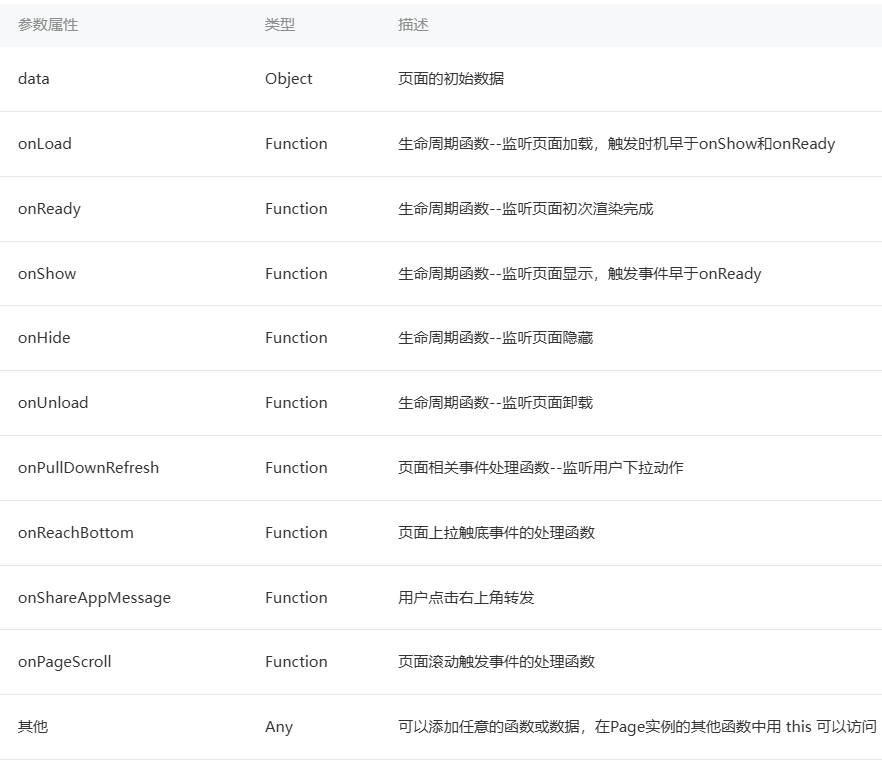 参数属性 类型 描述
data Object 页面的初始数据
onLoad Function 生命周期函数--监听页面加载，触发时机早于onShow和onReady
onReady Function 生命周期函数--监听页面初次渲染完成
onShow Function 生命周期函数--监听页面显示，触发事件早于onReady
onHide Function 生命周期函数--监听页面隐藏
onUnload Function 生命周期函数--监听页面卸载
onPullDownRefresh Function 页面相关事件处理函数--监听用户下拉动作
onReachBottom Function 页面上拉触底事件的处理函数
onShareAppMessage Function 用户点击右上角转发
onPageScroll Function 页面滚动触发事件的处理函数
其他 Any 可以添加任意的函数或数据，在Page实例的其他函数中用 this 可以访问